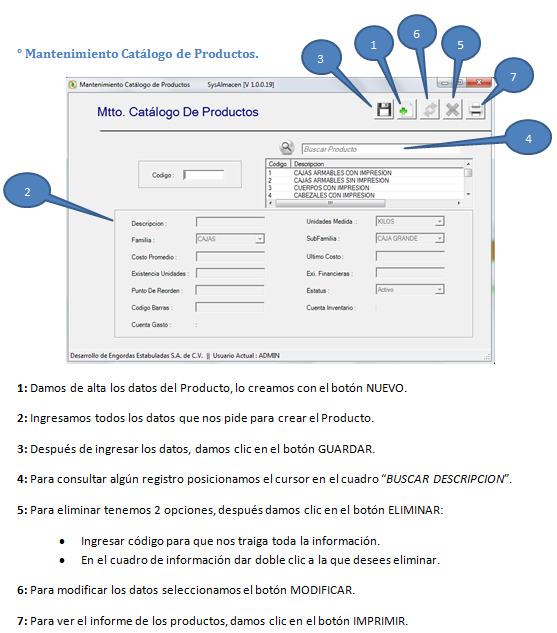 ° Mantenimiento Catálogo de Productos.
3
1
6
5
7
Mantenimiento Catálogo de Productos SysAlmacen [V 1.0.0.19]
Mtto. Catálogo De Productos
4
Buscar Producto
Codigo :
Codigo Descripcion
1 CAJAS ARMABLES CON IMPRESION
2 CAJAS ARMABLES SIN IMPRESION
3 CUERPOS CON IMPRESION
4 CABEZALES CON IMPRESION
2
Descripcion : Unidades Medida : KILOS
Familia : CAJAS SubFamilia : CAJA GRANDE
Costo Promedio : Ultimo Costo :
Existencia Unidades : Exi. Financieras :
Punto De Reorden : Estatus : Activo
Codigo Barras : Cuenta Inventario : :
Cuenta Gasto : :
Desarrollo de Engordas Estabuladas S.A. de C.V. || Usuario Actual : ADMIN
1: Damos de alta los datos del Producto, lo creamos con el botón NUEVO.
2: Ingresamos todos los datos que nos pide para crear el Producto.
3: Después de ingresar los datos, damos clic en el botón GUARDAR.
4: Para consultar algún registro posicionamos el cursor en el cuadro “BUSCAR DESCRIPCION”.
5: Para eliminar tenemos 2 opciones, después damos clic en el botón ELIMINAR:
• Ingresar código para que nos traiga toda la información.
• En el cuadro de información dar doble clic a la que desees eliminar.
6: Para modificar los datos seleccionamos el botón MODIFICAR.
7: Para ver el informe de los productos, damos clic en el botón IMPRIMIR.